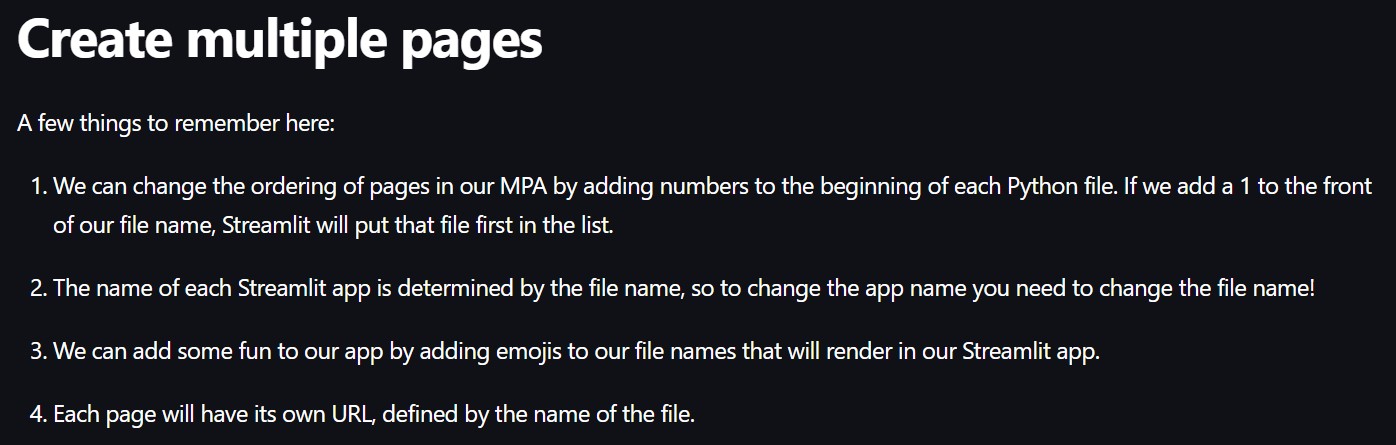 Create multiple pages
A few things to remember here:
1. We can change the ordering of pages in our MPA by adding numbers to the beginning of each Python file. If we add a 1 to the front
of our file name, Streamlit will put that file first in the list.
2. The name of each Streamlit app is determined by the file name, so to change the app name you need to change the file name!
3. We can add some fun to our app by adding emojis to our file names that will render in our Streamlit app.
4. Each page will have its own URL, defined by the name of the file.